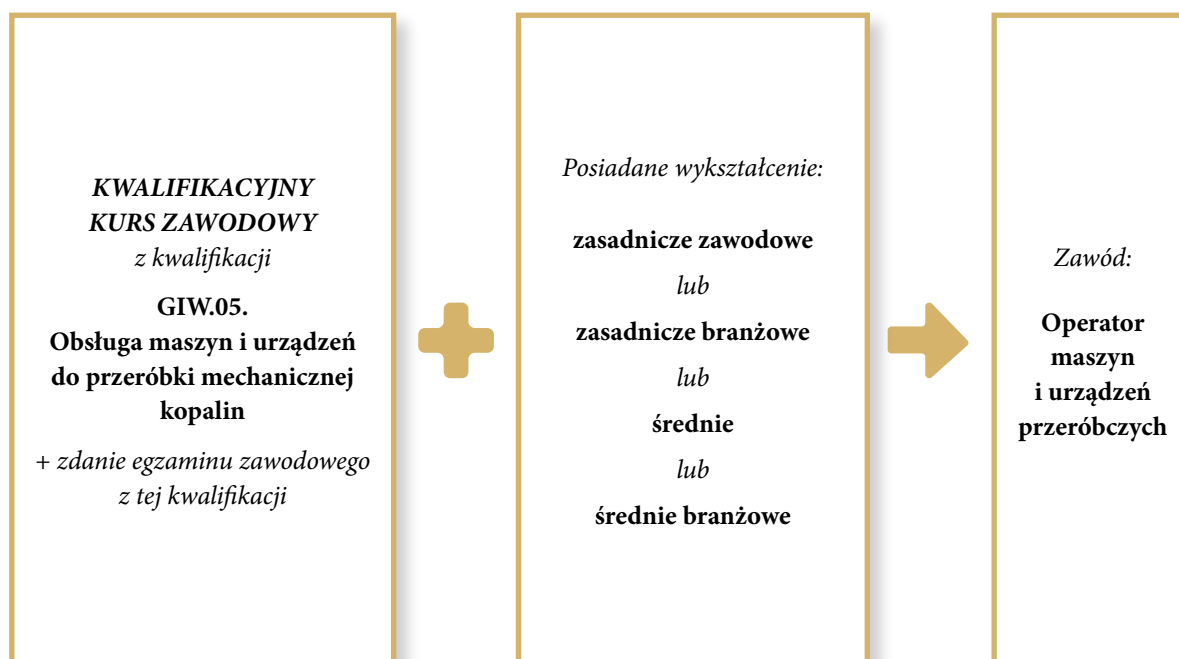 KWALIFIKACYJNY
KURS ZAWODOWY
z kwalifikacji
GIW.05.
Obsługa maszyn i urządzeń
do przeróbki mechanicznej
kopalin
+ zdanie egzaminu zawodowego
z tej kwalifikacji
Posiadane wykształcenie:
zasadnicze zawodowe
lub
zasadnicze branżowe
lub
średnie
lub
średnie branżowe
Zawód:
Operator
maszyn
i urządzeń
przeróbczych